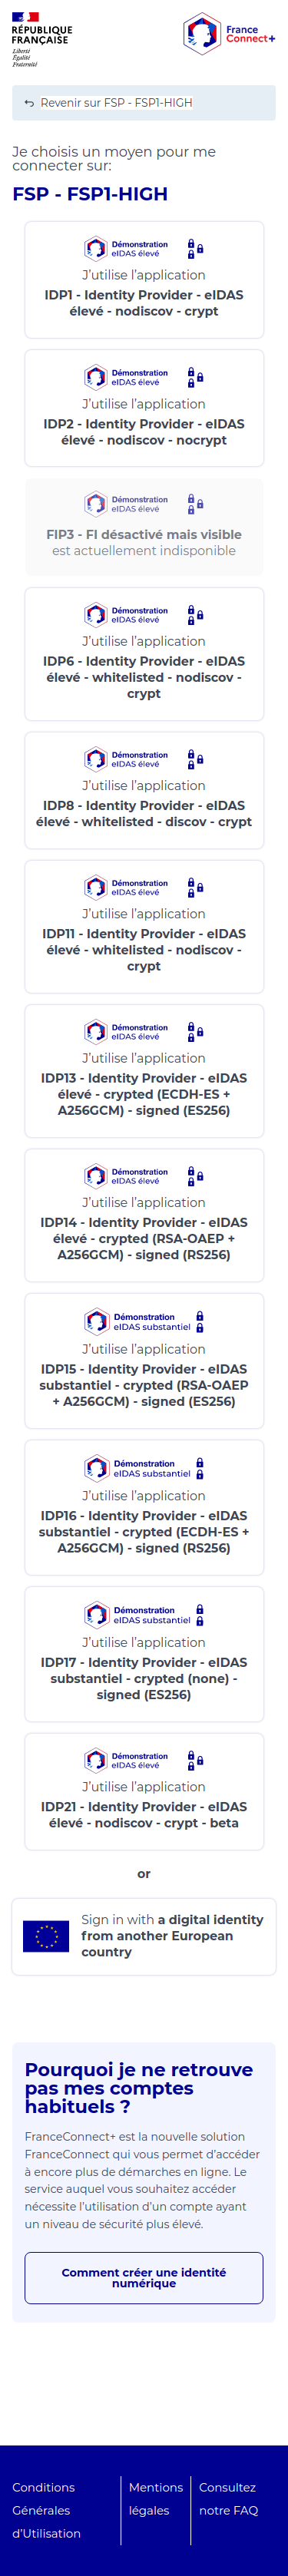 RÉPUBLIQUE
FRANÇAISE
Liberté
Égalité
Fraternité
France
Connect+
Revenir sur FSP - FSP1-HIGH
Je choisis un moyen pour me
connecter sur:
FSP - FSP1-HIGH
Démonstration
eIDAS élevé
J’utilise l’application
IDP1 - Identity Provider - eIDAS
élevé - nodiscov - crypt
Démonstration
eIDAS élevé
J’utilise l’application
IDP2 - Identity Provider - eIDAS
élevé - nodiscov - nocrypt
Démonstration
eIDAS élevé
FIP3 - FI désactivé mais visible
est actuellement indisponible
Démonstration
eIDAS élevé
J’utilise l’application
IDP6 - Identity Provider - eIDAS
élevé - whitelisted - nodiscov -
crypt
Démonstration
eIDAS élevé
J’utilise l’application
IDP8 - Identity Provider - eIDAS
élevé - whitelisted - discov - crypt
Démonstration
eIDAS élevé
J’utilise l’application
IDP11 - Identity Provider - eIDAS
élevé - whitelisted - nodiscov -
crypt
Démonstration
eIDAS élevé
J’utilise l’application
IDP13 - Identity Provider - eIDAS
élevé - crypted (ECDH-ES +
A256GCM) - signed (ES256)
Démonstration
eIDAS élevé
J’utilise l’application
IDP14 - Identity Provider - eIDAS
élevé - crypted (RSA-OAEP +
A256GCM) - signed (RS256)
Démonstration
eIDAS substantiel
J’utilise l’application
IDP15 - Identity Provider - eIDAS
substantiel - crypted (RSA-OAEP
+ A256GCM) - signed (ES256)
Démonstration
eIDAS substantiel
J’utilise l’application
IDP16 - Identity Provider - eIDAS
substantiel - crypted (ECDH-ES +
A256GCM) - signed (RS256)
Démonstration
eIDAS substantiel
J’utilise l’application
IDP17 - Identity Provider - eIDAS
substantiel - crypted (none) -
signed (ES256)
Démonstration
eIDAS élevé
J’utilise l’application
IDP21 - Identity Provider - eIDAS
élevé - nodiscov - crypt - beta
or
Sign in with a digital identity
from another European
country
Pourquoi je ne retrouve
pas mes comptes
habituels ?
FranceConnect+ est la nouvelle solution
FranceConnect qui vous permet d’accéder
à encore plus de démarches en ligne. Le
service auquel vous souhaitez accéder
nécessite l’utilisation d’un compte ayant
un niveau de sécurité plus élevé.
Comment créer une identité
numérique
Conditions
Générales
d’Utilisation
Mentions
légales
Consultez
notre FAQ